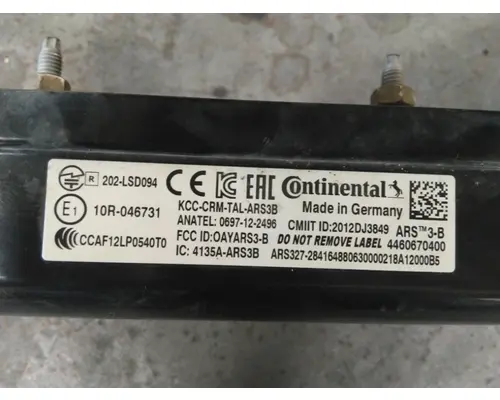 R 202-LSD094
CE EAC Continental
KCC-CRM-TAL-ARS3B Made in Germany
E1 10R-046731
ANATEL: 0697-12-2496 CMIIT ID:2012DJ3849 ARS™3-B
CCAF12LP0540T0 FCC ID:OAYARS3-B DO NOT REMOVE LABEL 4460670400
IC: 4135A-ARS3B ARS327-284164880630000218A12000B5